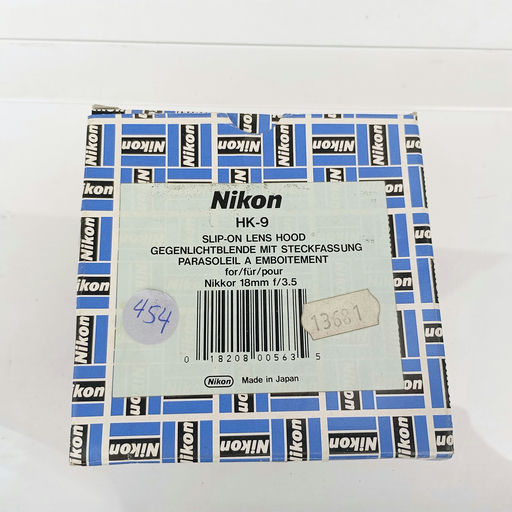 Nikon
HK-9
SLIP-ON LENS HOOD
GEGENLICHTBLENDE MIT STECKFASSUNG
PARASOLEIL A EMBOITEMENT
for/für/pour
Nikkor 18mm f/3.5
454
13681
0 18208 00563 5
Nikon Made in Japan